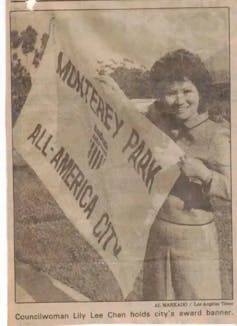 MONTEREY PARK
ALL-AMERICA CITY
AL MARKADO / Los Angeles Times
Councilwoman Lily Lee Chen holds city's award banner.